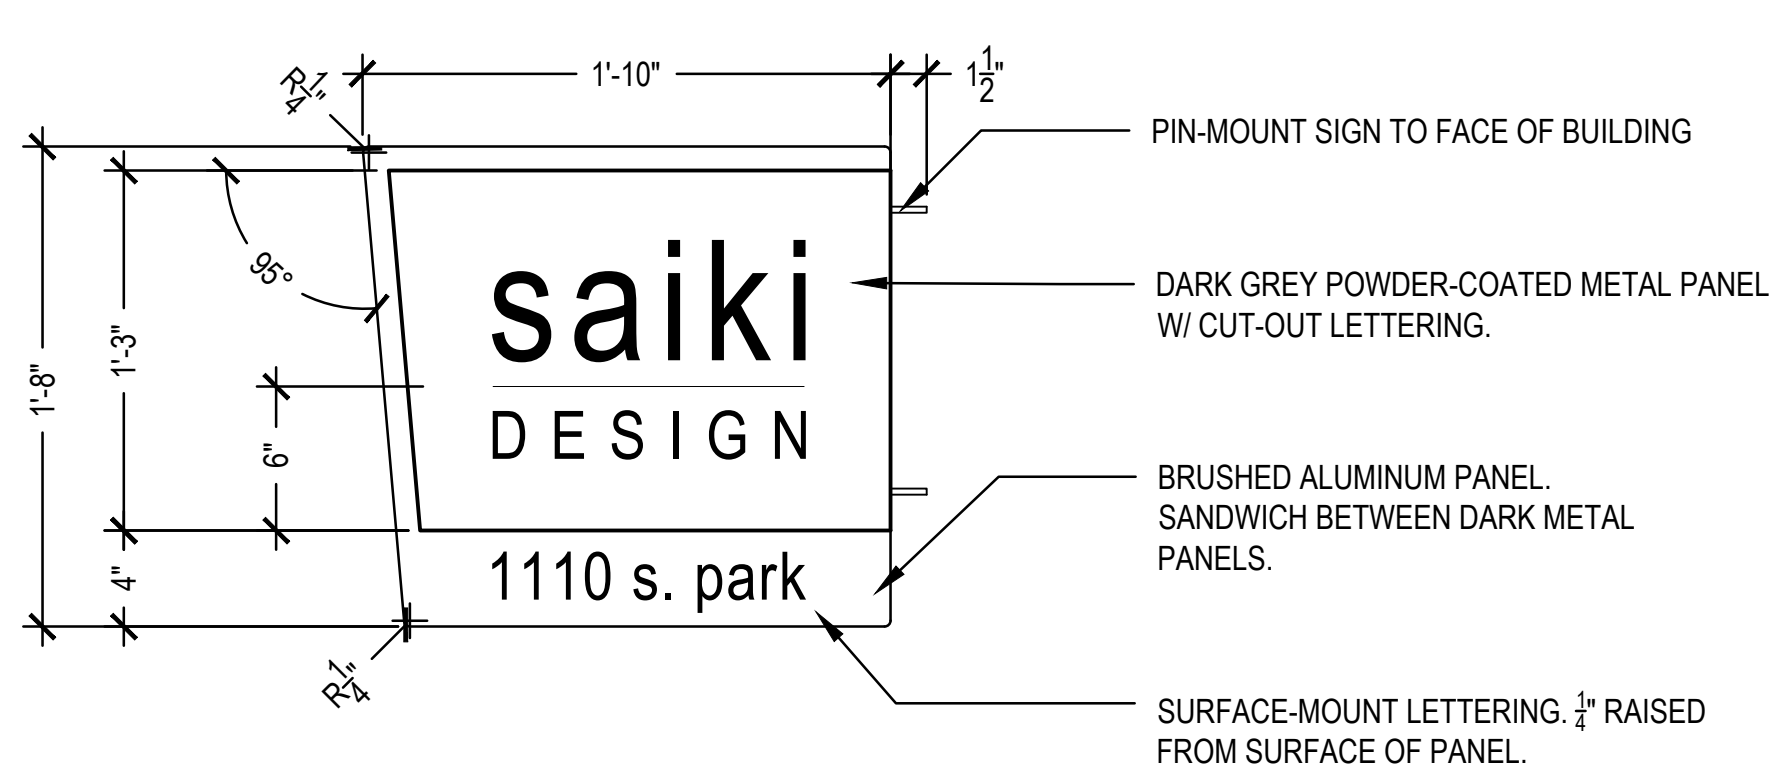 R1/4"
1'-10"
1 1/2"
PIN-MOUNT SIGN TO FACE OF BUILDING
95°
saiki
DARK GREY POWDER-COATED METAL PANEL
W/ CUT-OUT LETTERING.
1'-3"
1'-8"
DESIGN
6"
BRUSHED ALUMINUM PANEL.
SANDWICH BETWEEN DARK METAL
PANELS.
4"
1110 s. park
R1/4"
SURFACE-MOUNT LETTERING. 1/4" RAISED
FROM SURFACE OF PANEL.